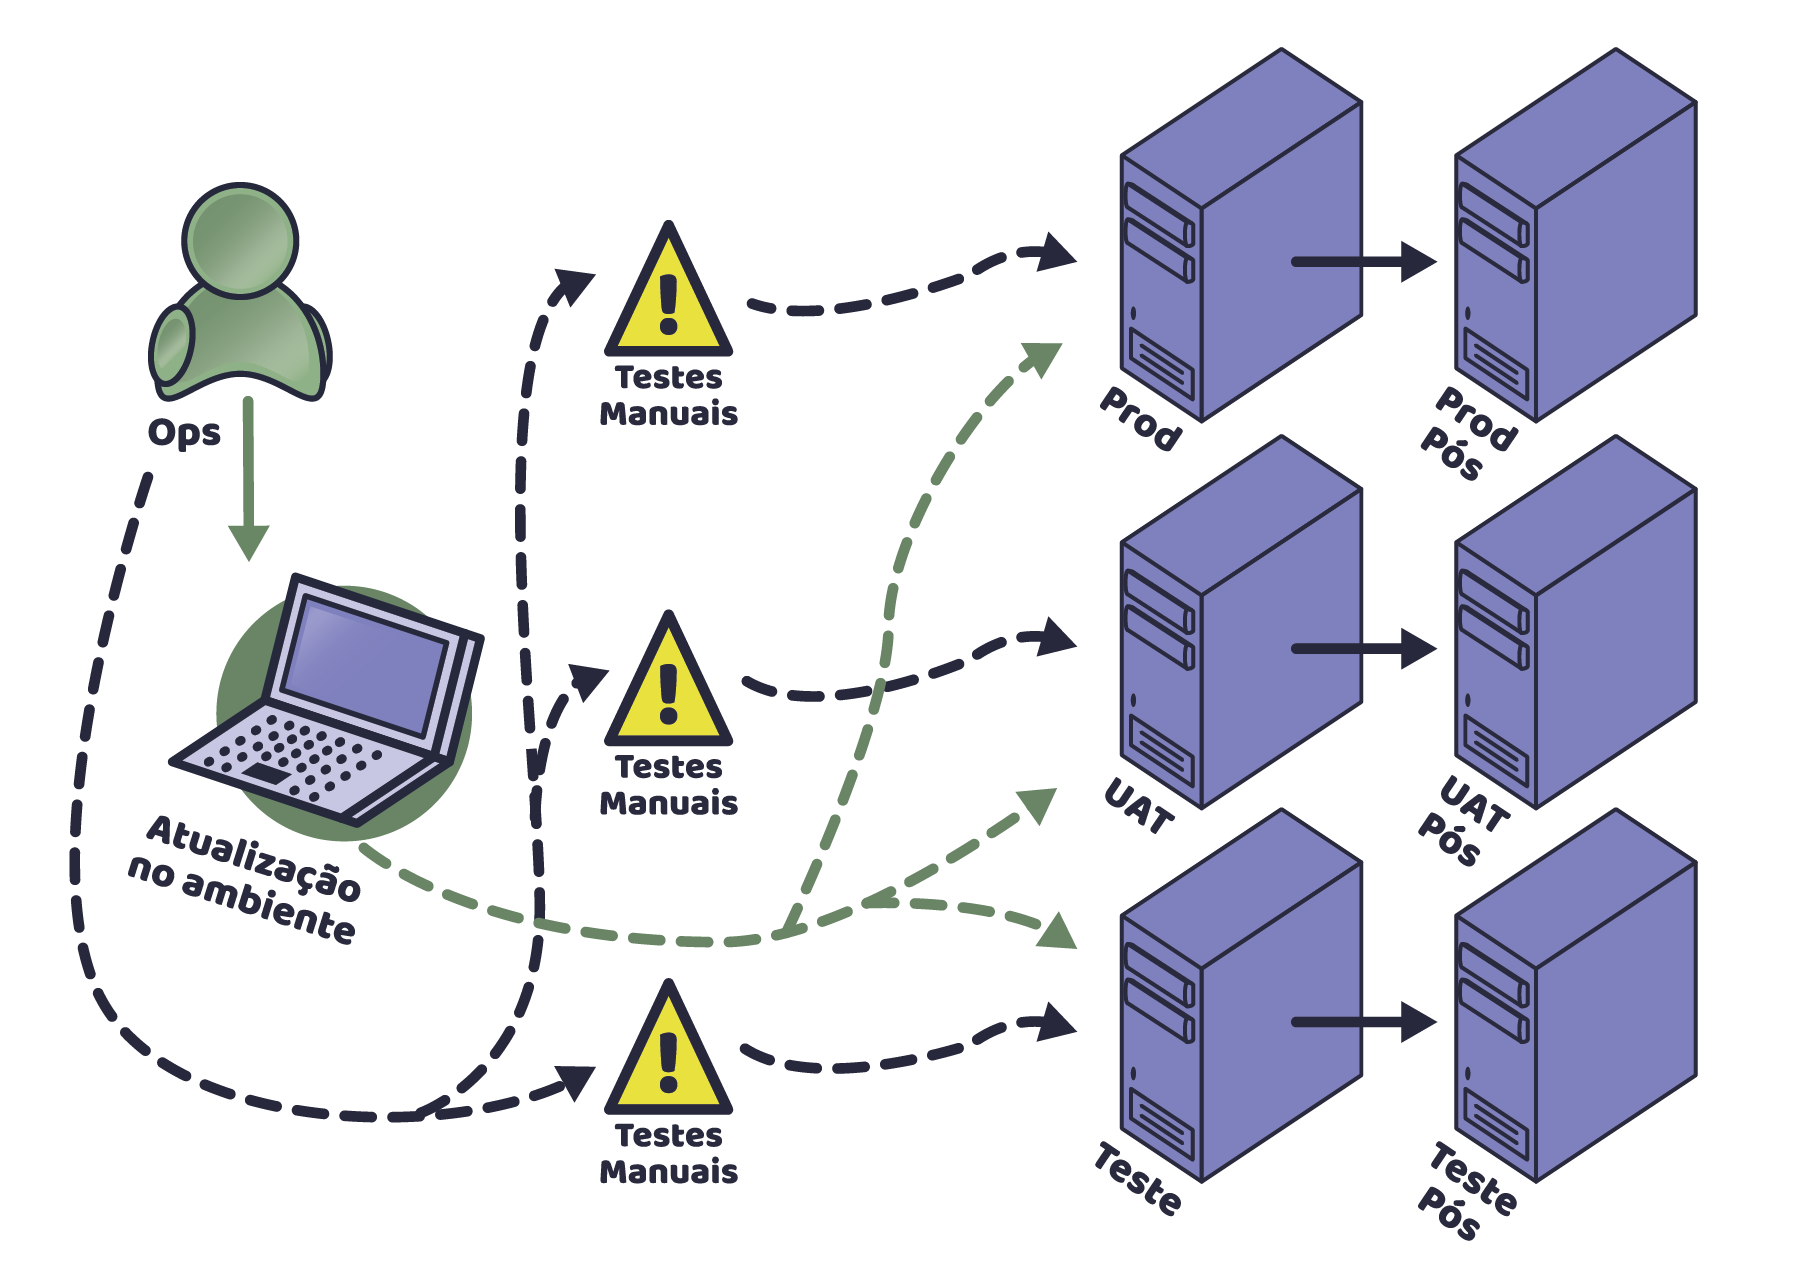 Ops
Atualização
no ambiente
Testes
Manuais
Testes
Manuais
Testes
Manuais
Prod
Prod
Pós
UAT
UAT
Pós
Teste
Teste
Pós